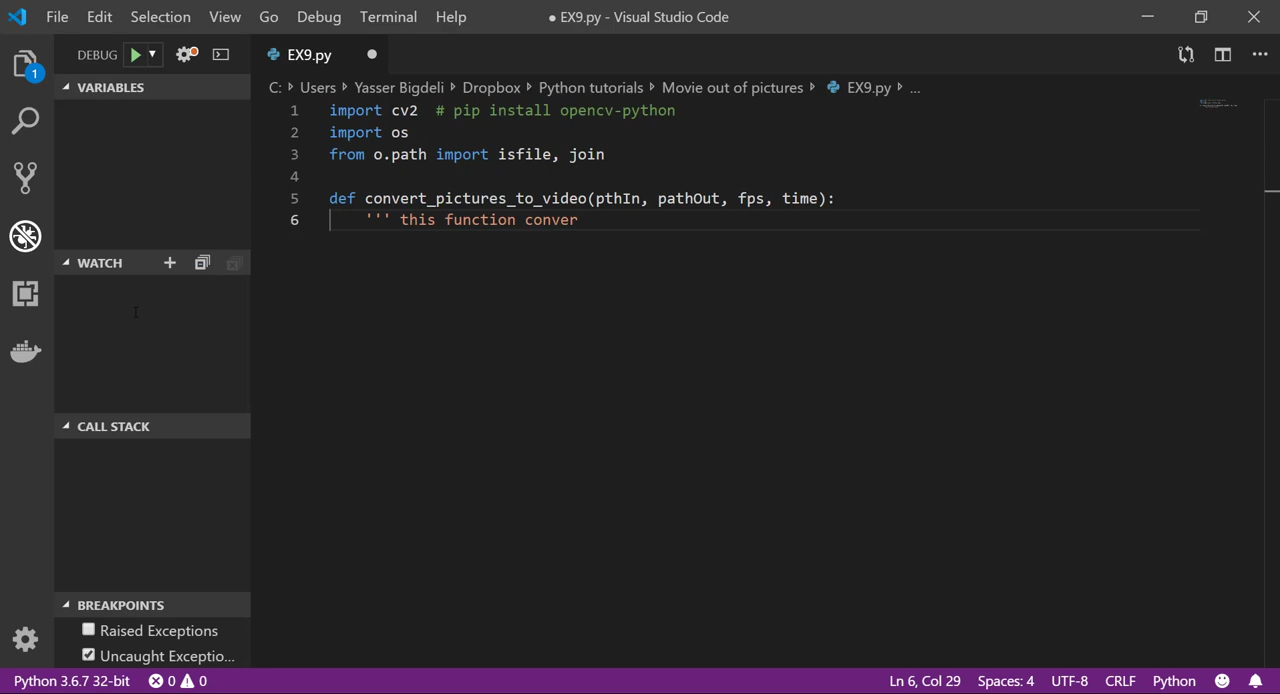 File Edit Selection View Go Debug Terminal Help ● EX9.py - Visual Studio Code
DEBUG EX9.py ●
1
VARIABLES
C: Users Yasser Bigdeli Dropbox Python tutorials Movie out of pictures EX9.py ...
1 import cv2 # pip install opencv-python
2 import os
3 from o.path import isfile, join
4
5 def convert_pictures_to_video(pthIn, pathOut, fps, time):
6 ''' this function conver
WATCH
CALL STACK
BREAKPOINTS
Raised Exceptions
Uncaught Exceptio...
Python 3.6.7 32-bit 0 0 Ln 6, Col 29 Spaces: 4 UTF-8 CRLF Python